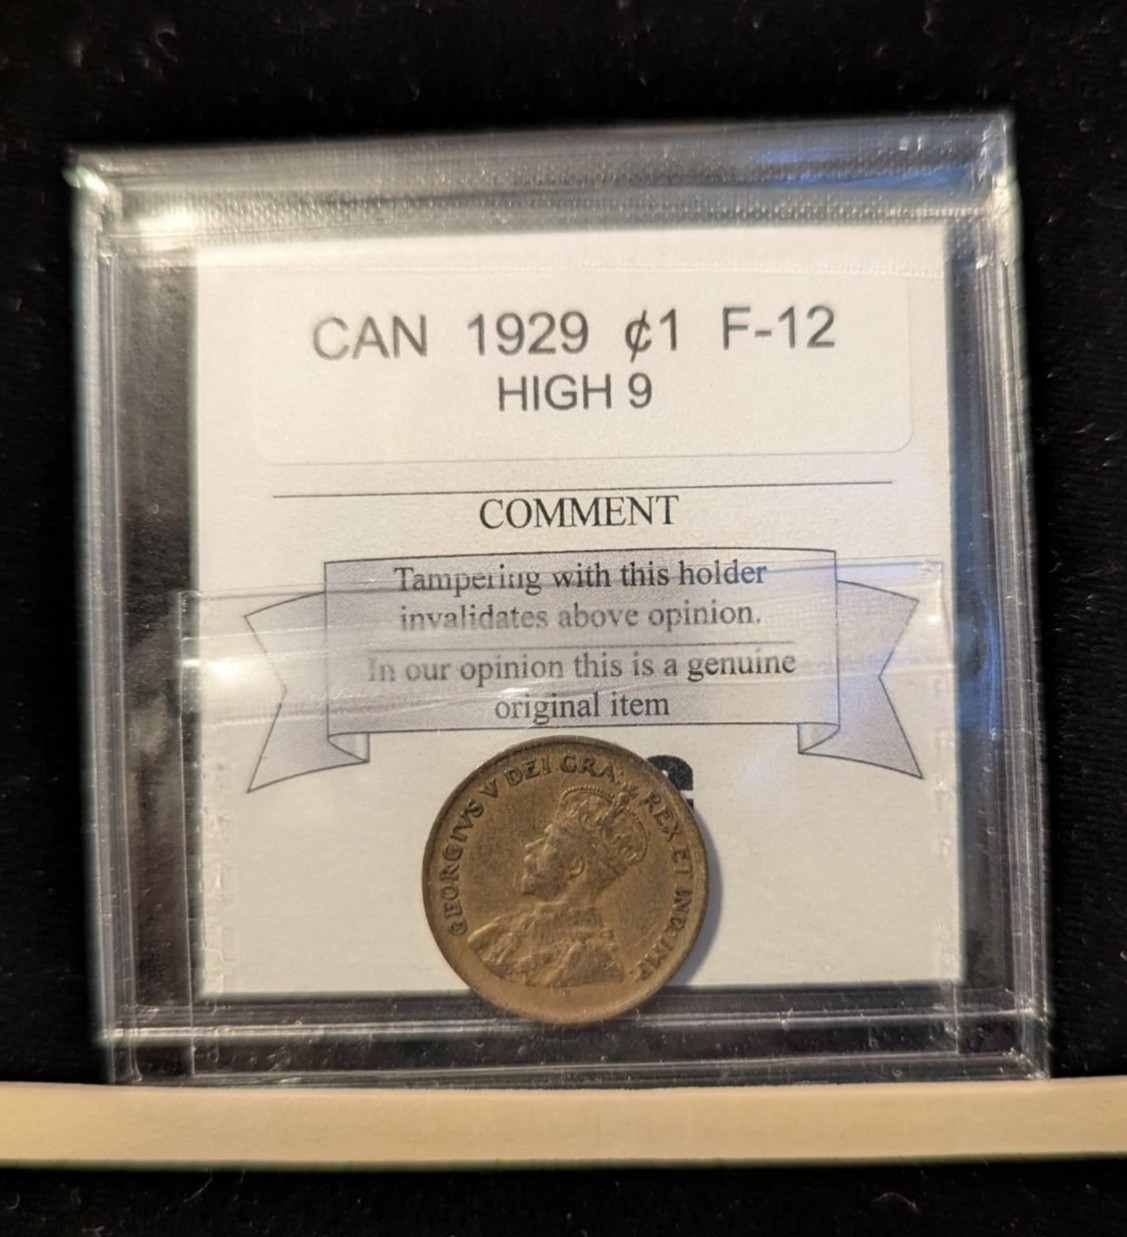 CAN 1929 ¢1 F-12
HIGH 9
COMMENT
Tampering with this holder
invalidates above opinion.
In our opinion this is a genuine
original item
GEORGIVS V DEI GRA: REX ET IND: IMP: